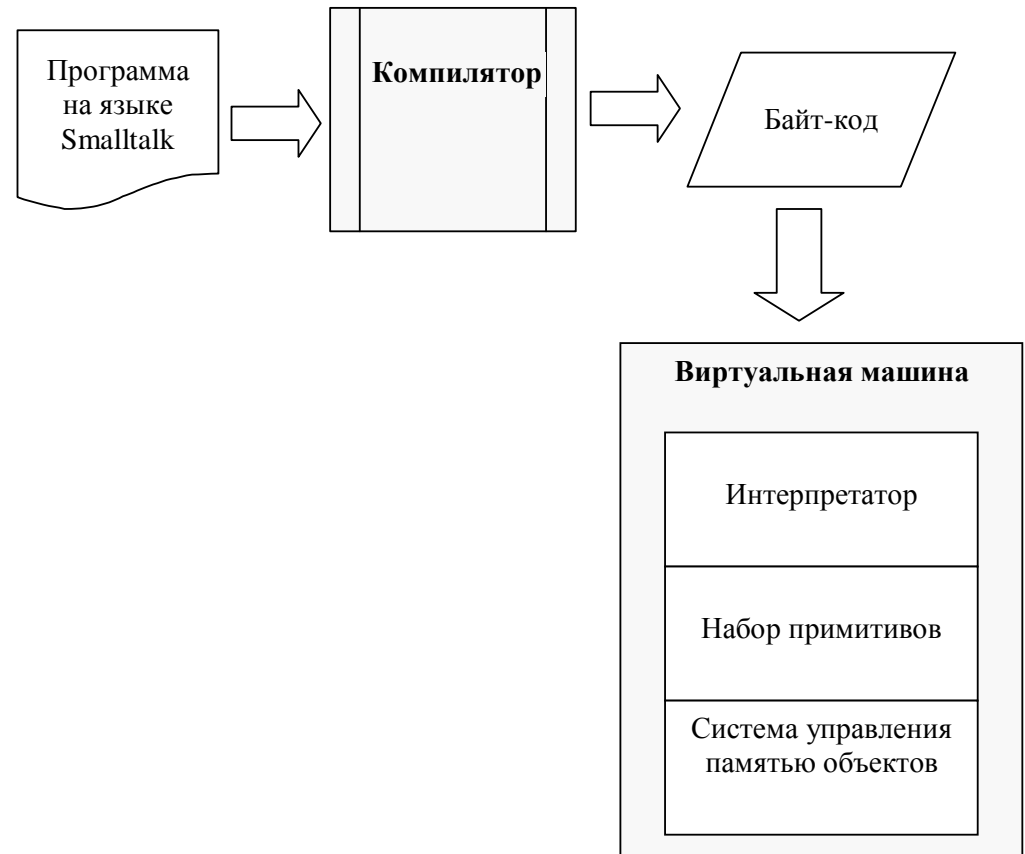 Программа
на языке
Smalltalk
Компилятор
Байт-код
Виртуальная машина
Интерпретатор
Набор примитивов
Система управления
памятью объектов